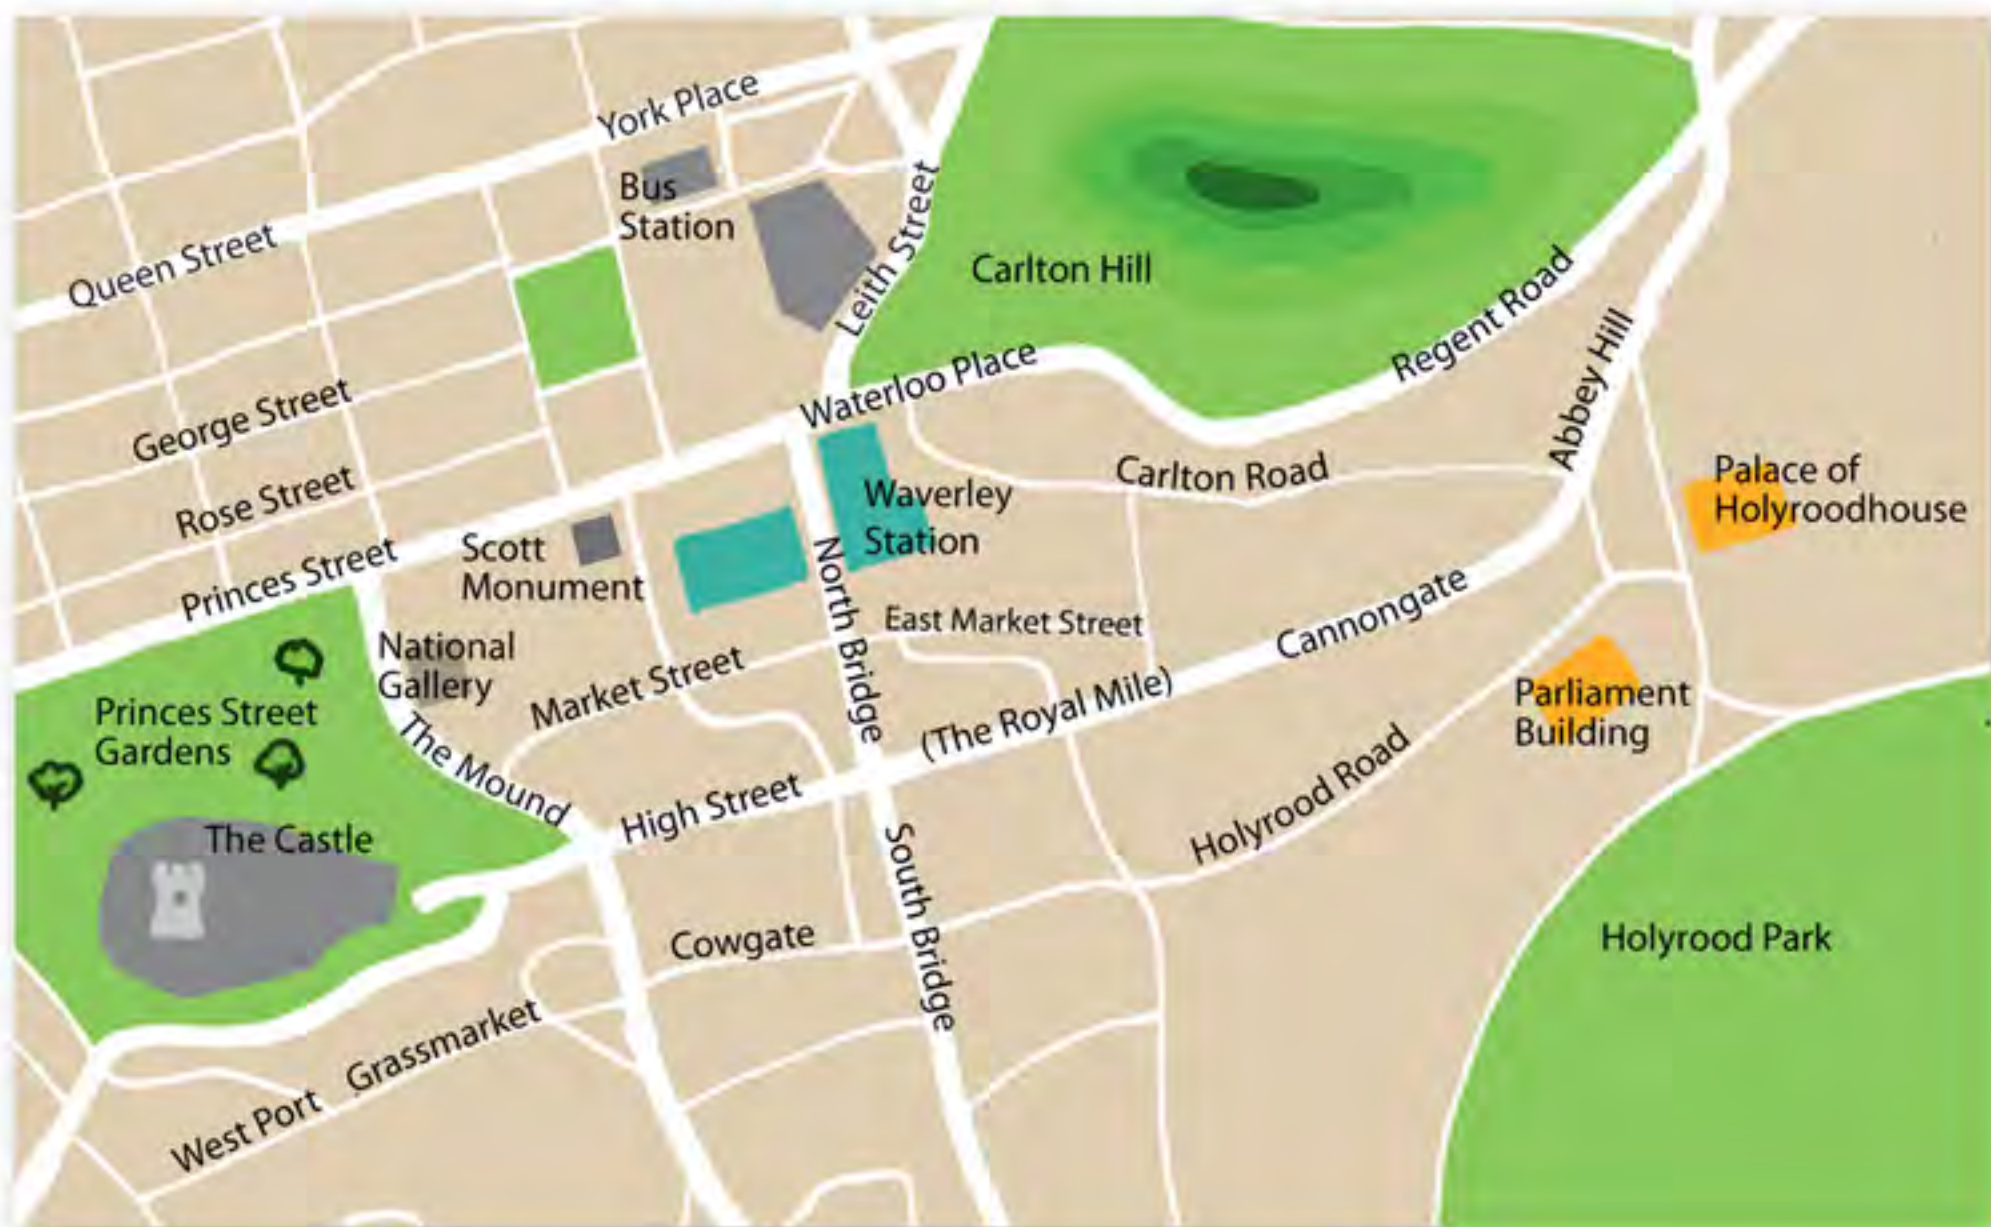 York Place
Bus
Station
Leith Street
Queen Street
Carlton Hill
Regent Road
Abbey Hill
Waterloo Place
George Street
Rose Street
Carlton Road
Palace of
Holyroodhouse
Waverley
Station
Princes Street
Scott
Monument
North Bridge
East Market Street
Cannongate
National
Gallery
Market Street
(The Royal Mile)
Parliament
Building
Princes Street
Gardens
The Mound
High Street
Holyrood Road
The Castle
South Bridge
Cowgate
Holyrood Park
Grassmarket
West Port